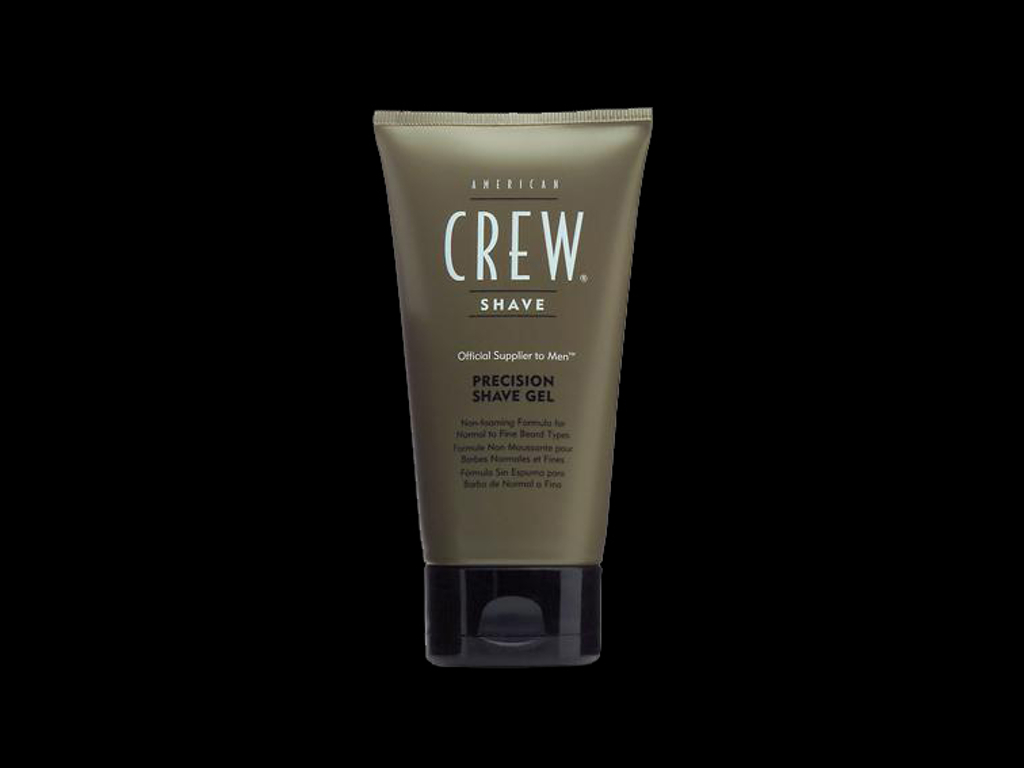 AMERICAN
CREW®
SHAVE
Official Supplier to Men™
PRECISION
SHAVE GEL
Non-foaming Formula for
Normal to Fine Beard Types
Formule Non Moussante pour
Barbes Normales et Fines
Fórmula Sin Espuma para
Barba de Normal a Fina